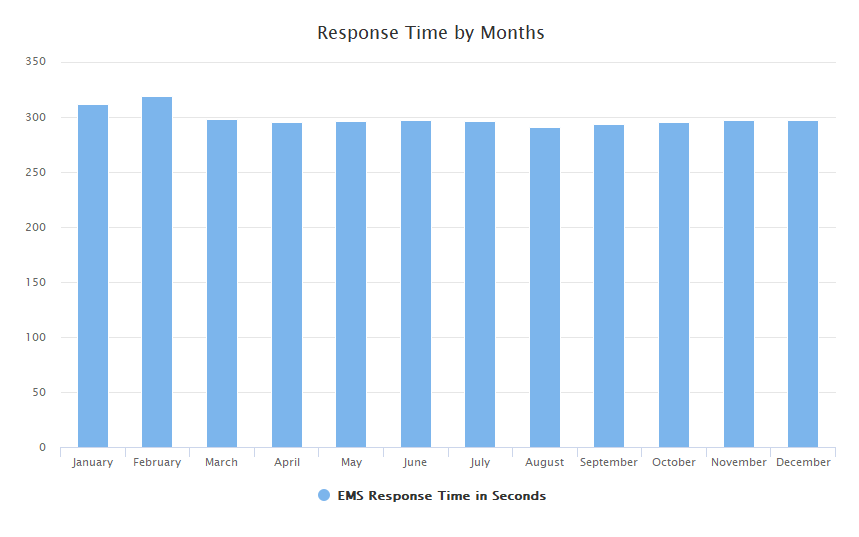 Response Time by Months
350
300
250
200
150
100
50
0
January February March April May June July August September October November December
EMS Response Time in Seconds